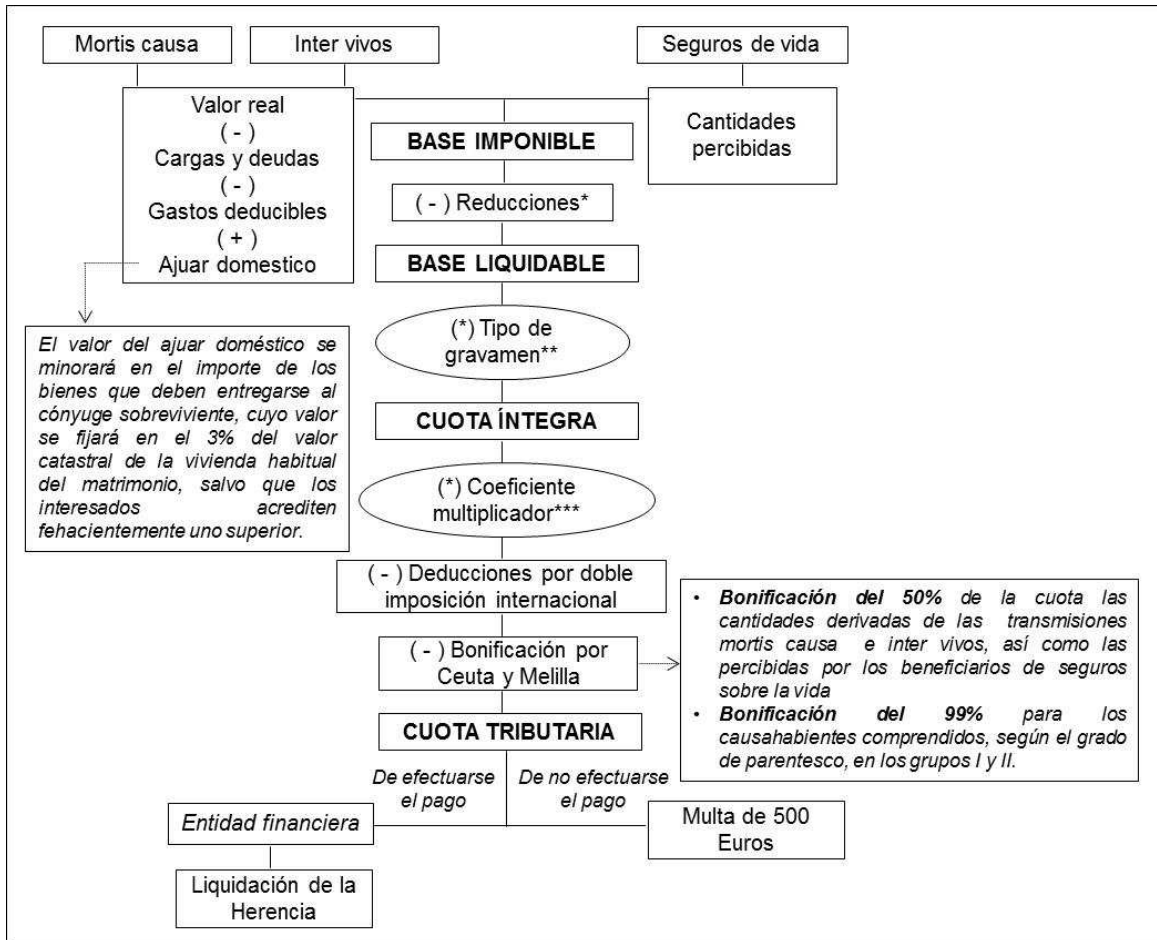 Mortis causa
Inter vivos
Seguros de vida
Valor real
( - )
Cargas y deudas
( - )
Gastos deducibles
( + )
Ajuar domestico
BASE IMPONIBLE
Cantidades
percibidas
( - ) Reducciones*
BASE LIQUIDABLE
(*) Tipo de
gravamen**
El valor del ajuar doméstico se
minorará en el importe de los
bienes que deben entregarse al
cónyuge sobreviviente, cuyo valor
se fijará en el 3% del valor
catastral de la vivienda habitual
del matrimonio, salvo que los
interesados acrediten
fehacientemente uno superior.
CUOTA ÍNTEGRA
(*) Coeficiente
multiplicador***
( - ) Deducciones por doble
imposición internacional
( - ) Bonificación por
Ceuta y Melilla
• Bonificación del 50% de la cuota las
cantidades derivadas de las transmisiones
mortis causa e inter vivos, así como las
percibidas por los beneficiarios de seguros
sobre la vida
• Bonificación del 99% para los
causahabientes comprendidos, según el grado
de parentesco, en los grupos I y II.
CUOTA TRIBUTARIA
De efectuarse
el pago
De no efectuarse
el pago
Entidad financiera
Multa de 500
Euros
Liquidación de la
Herencia